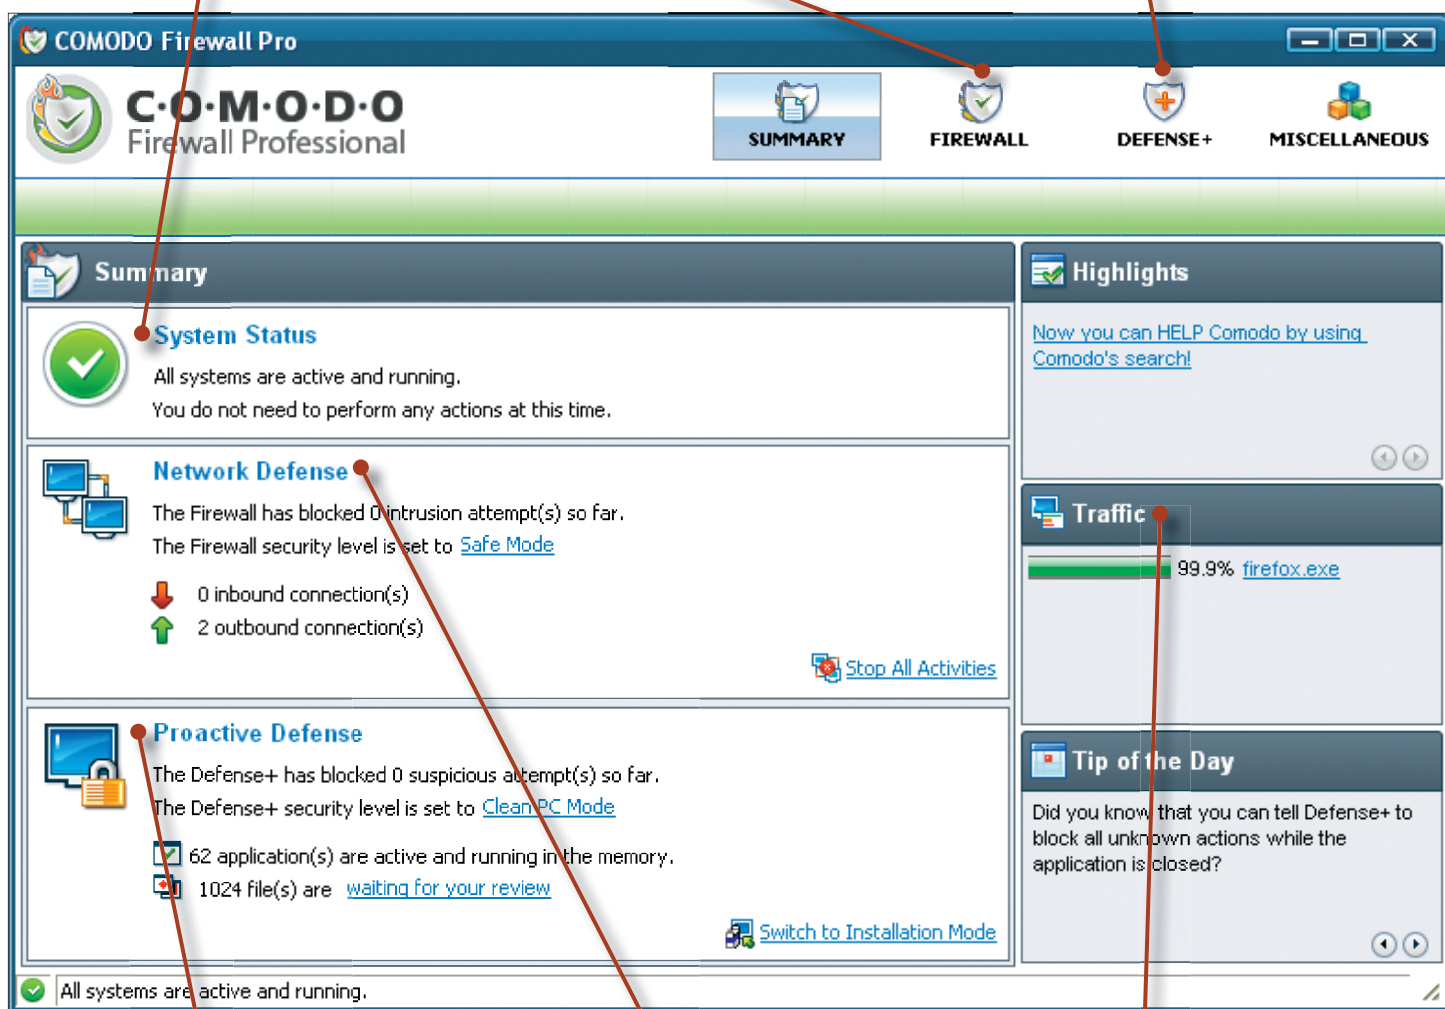 COMODO Firewall Pro
C·O·M·O·D·O
Firewall Professional
SUMMARY
FIREWALL
DEFENSE+
MISCELLANEOUS
Summary
System Status
All systems are active and running.
You do not need to perform any actions at this time.
Network Defense
The Firewall has blocked 0 intrusion attempt(s) so far.
The Firewall security level is set to Safe Mode
0 inbound connection(s)
2 outbound connection(s)
Stop All Activities
Proactive Defense
The Defense+ has blocked 0 suspicious attempt(s) so far.
The Defense+ security level is set to Clean PC Mode
62 application(s) are active and running in the memory.
1024 file(s) are waiting for your review
Switch to Installation Mode
Highlights
Now you can HELP Comodo by using
Comodo's search!
Traffic
99.9% firefox.exe
Tip of the Day
Did you know that you can tell Defense+ to
block all unknown actions while the
application is closed?
All systems are active and running.